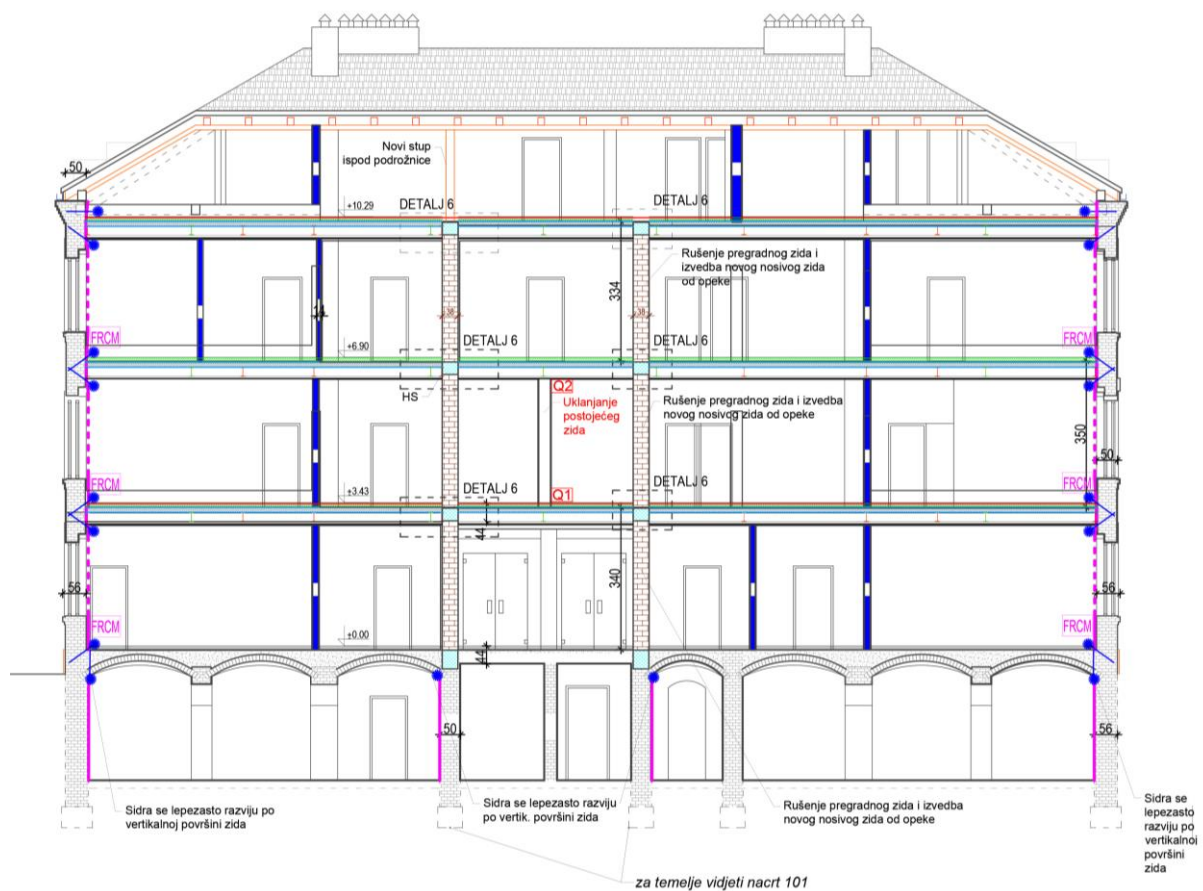 50
Novi stup
ispod podrožnice
+10.29
DETALJ 6
DETALJ 6
Rušenje pregradnog zida i
izvedba novog nosivog zida
od opeke
334
14
38
38
FRCM
+6.90
DETALJ 6
DETALJ 6
FRCM
HS
Q2
Uklanjanje
postojećeg
zida
Rušenje pregradnog zida i izvedba
novog nosivog zida od opeke
350
50
FRCM
+3.43
DETALJ 6
Q1
DETALJ 6
FRCM
44
56
340
56
FRCM
±0.00
44
FRCM
50
56
Sidra se lepezasto razviju po
vertikalnoj površini zida
Sidra se lepezasto razviju
po vertik. površini zida
Rušenje pregradnog zida i izvedba
novog nosivog zida od opeke
Sidra se
lepezasto
razviju po
vertikalnoj
površini
zida
za temelje vidjeti nacrt 101